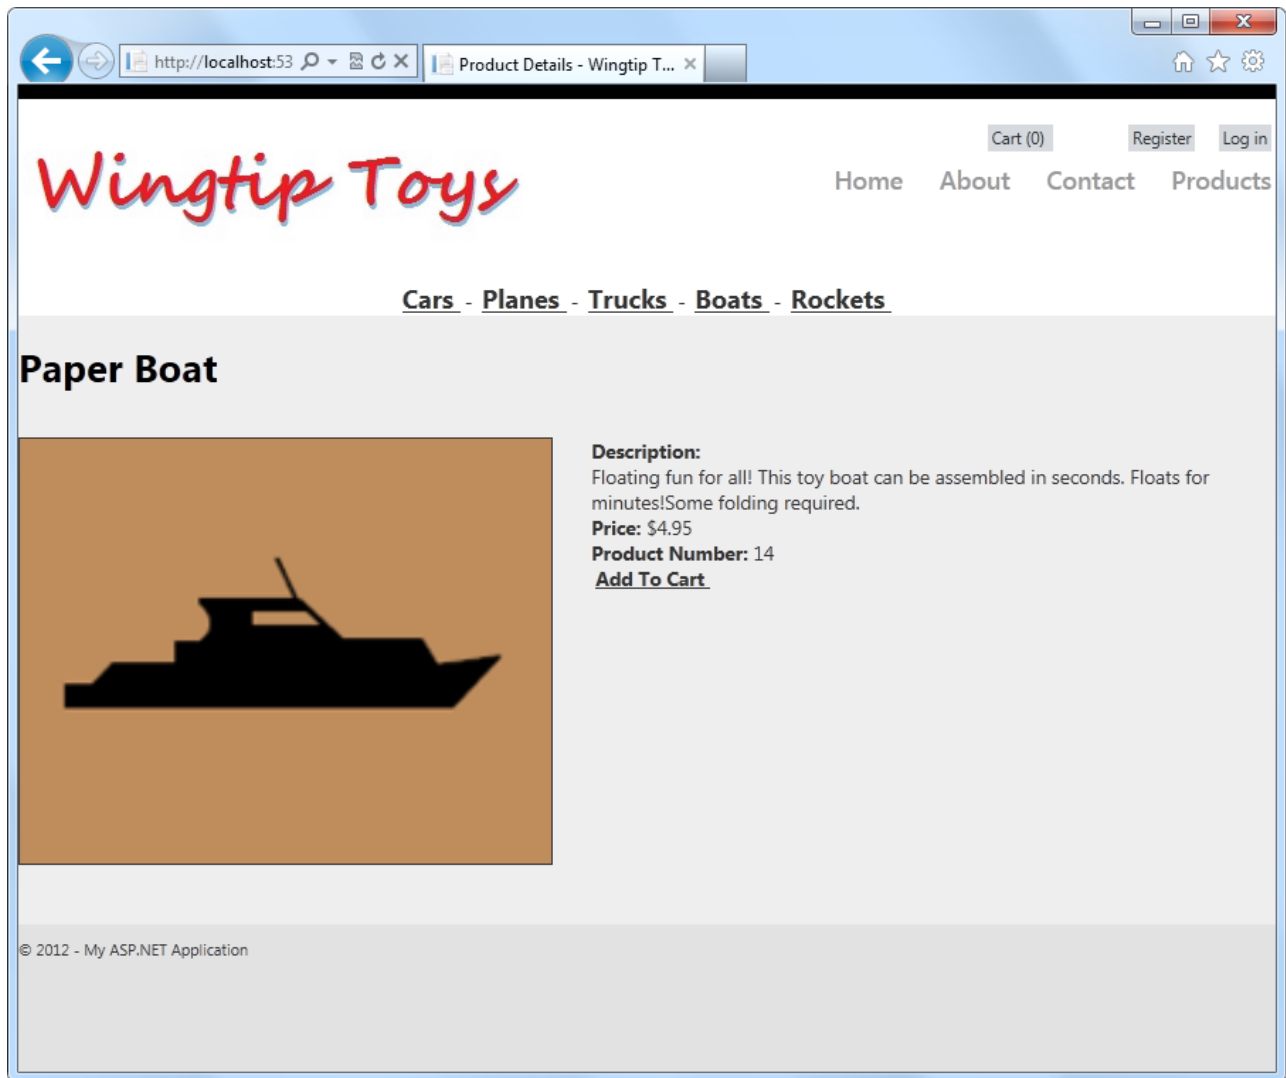 http://localhost:53
Product Details - Wingtip T...
Cart (0) Register Log in
Wingtip Toys
Home About Contact Products
Cars - Planes - Trucks - Boats - Rockets
Paper Boat
Description:
Floating fun for all! This toy boat can be assembled in seconds. Floats for
minutes!Some folding required.
Price: $4.95
Product Number: 14
Add To Cart
© 2012 - My ASP.NET Application